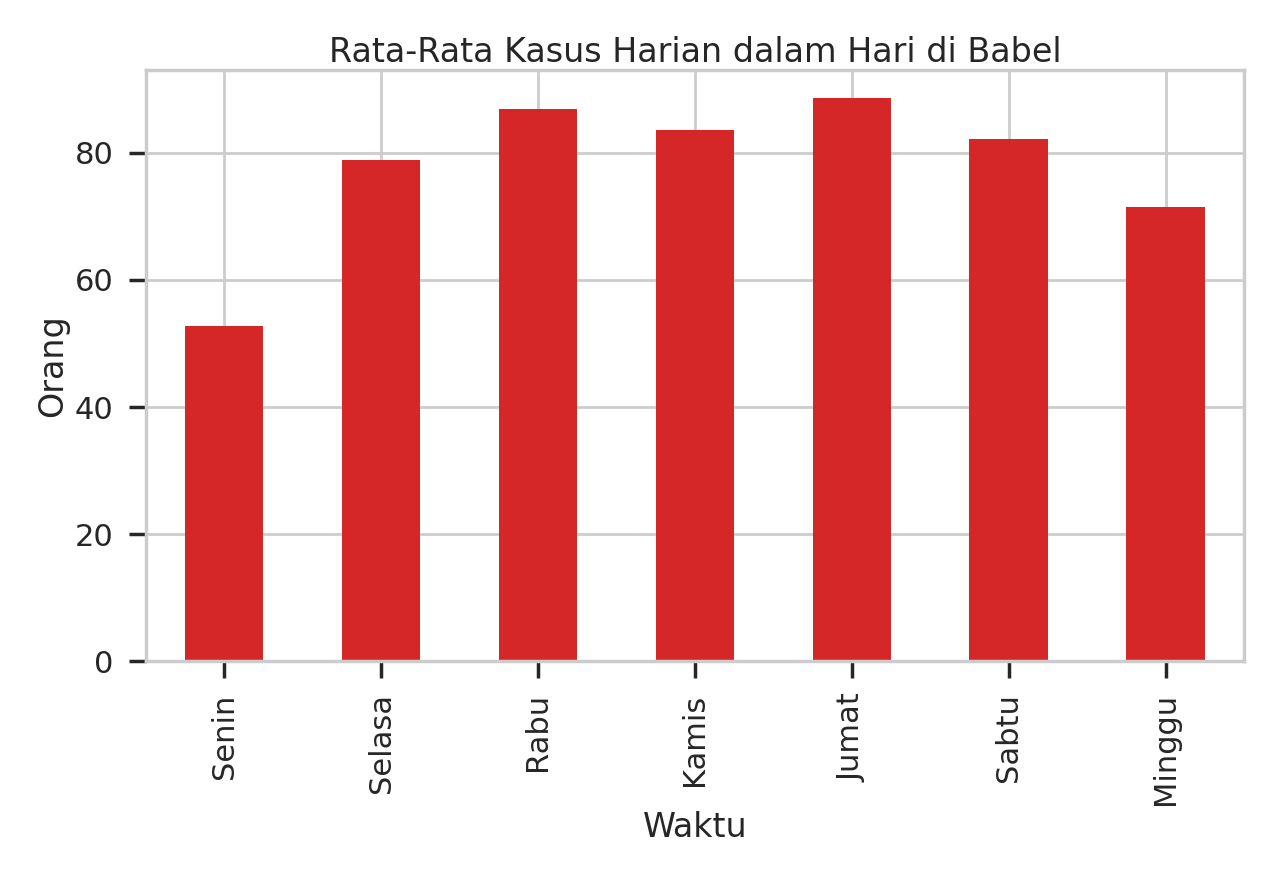 Rata-Rata Kasus Harian dalam Hari di Babel
Orang
80
60
40
20
0
Senin
Selasa
Rabu
Kamis
Jumat
Sabtu
Minggu
Waktu